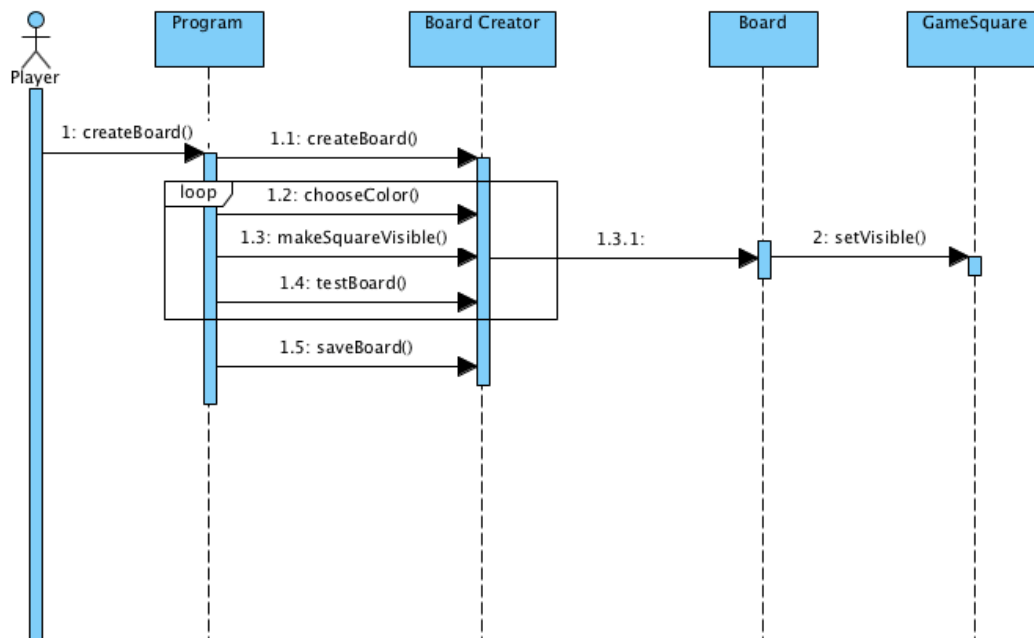 Program
Board Creator
Board
GameSquare
Player
1: createBoard()
1.1: createBoard()
loop
1.2: chooseColor()
1.3: makeSquareVisible()
1.3.1:
2: setVisible()
1.4: testBoard()
1.5: saveBoard()